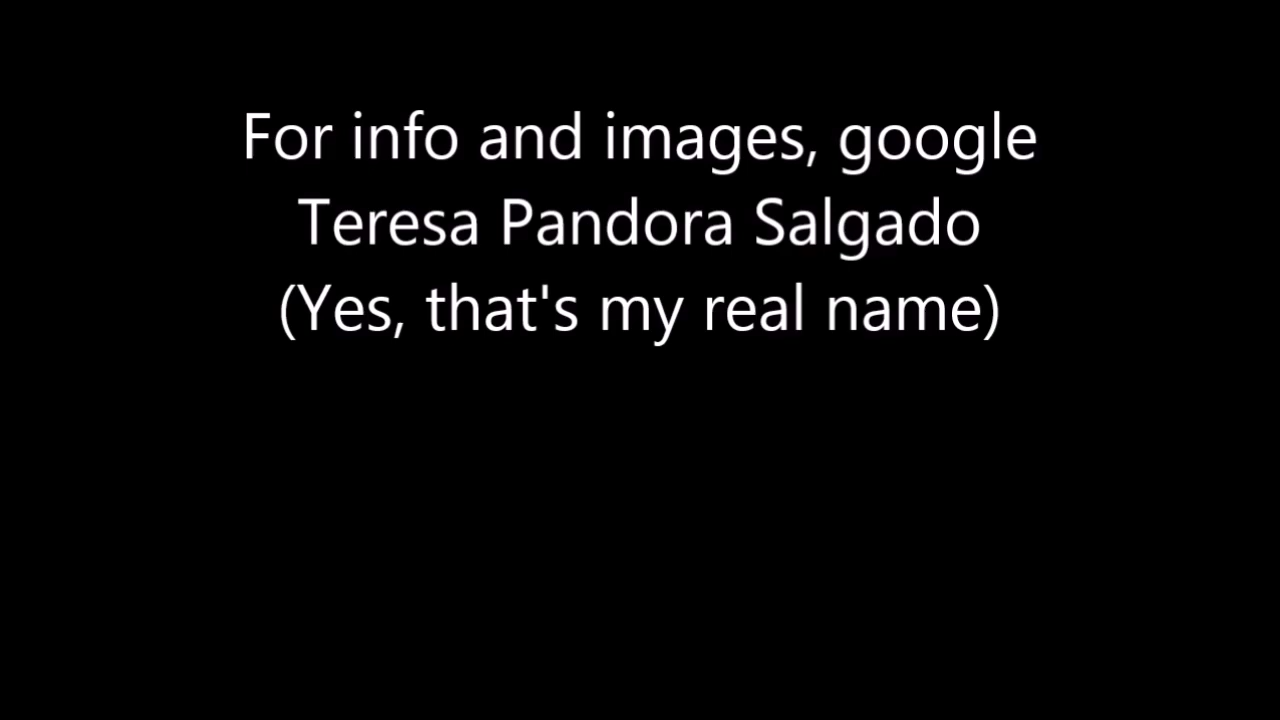 For info and images, google
Teresa Pandora Salgado
(Yes, that's my real name)